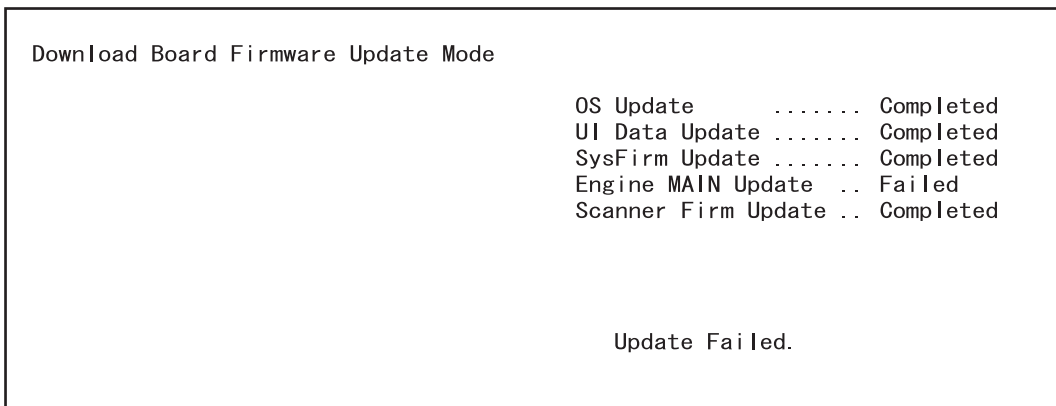 Download Board Firmware Update Mode
OS Update ....... Completed
UI Data Update ....... Completed
SysFirm Update ....... Completed
Engine MAIN Update .. Failed
Scanner Firm Update .. Completed
Update Failed.